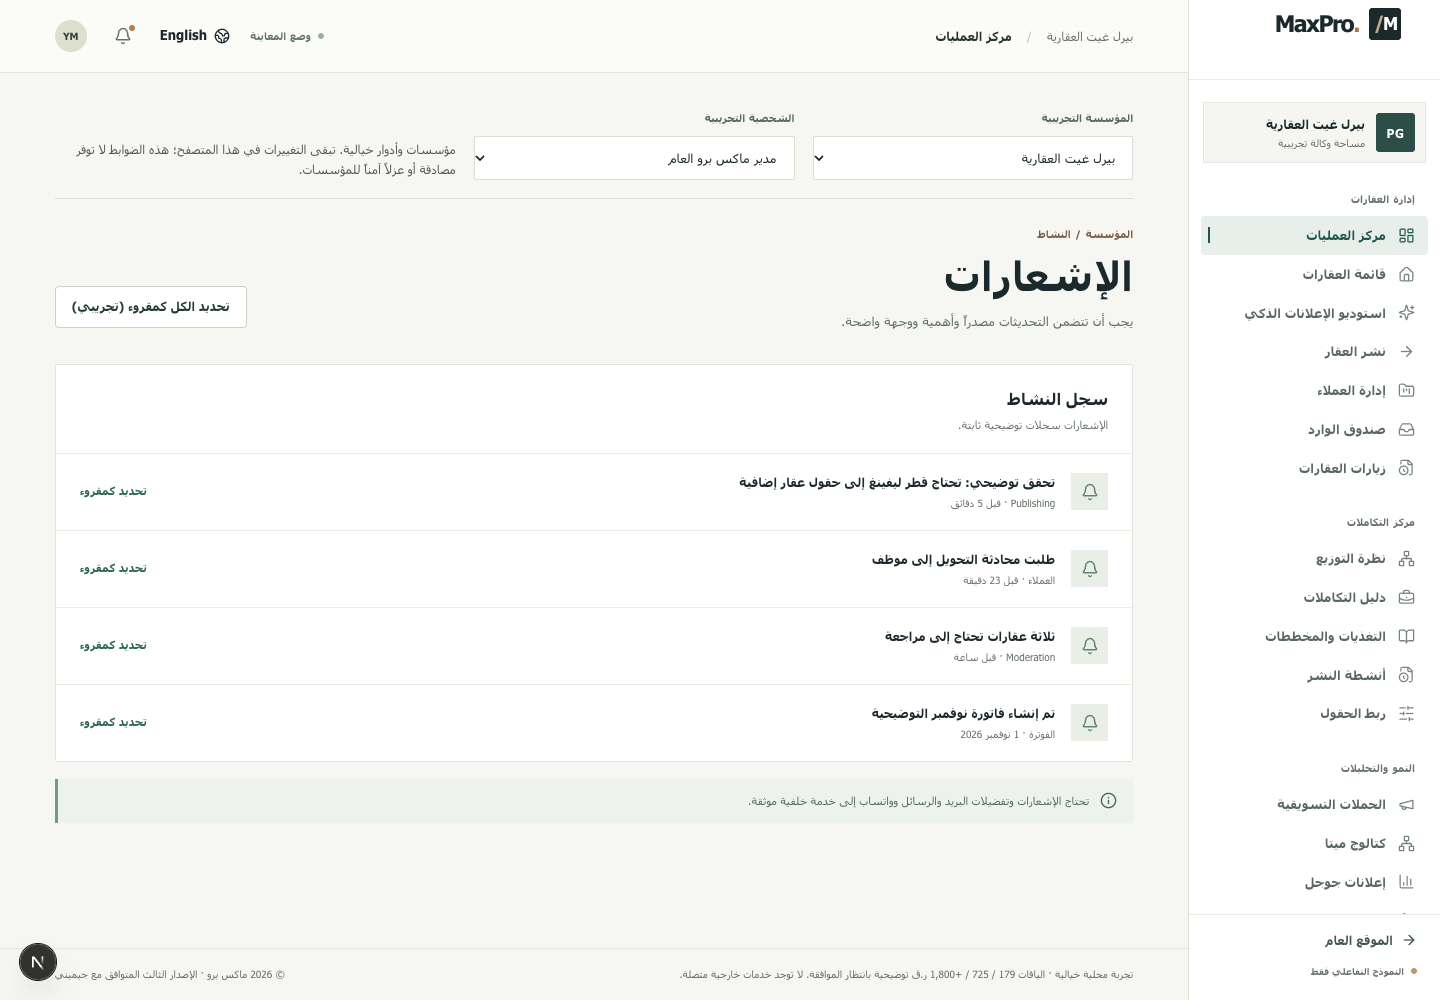 MaxPro.
/M
بيرل غيت العقارية / مركز العمليات
وضع المعاينة
English
YM
PG
بيرل غيت العقارية
مساحة وكالة تجريبية
إدارة العقارات
مركز العمليات
قائمة العقارات
استوديو الإعلانات الذكي
نشر العقار
إدارة العملاء
صندوق الوارد
زيارات العقارات
مركز التكاملات
نظرة التوزيع
دليل التكاملات
التغذيات والمخططات
أنشطة النشر
ربط الحقول
النمو والتحليلات
الحملات التسويقية
كتالوج ميتا
إعلانات جوجل
الموقع العام
النموذج التفاعلي فقط
المؤسسة التجريبية
بيرل غيت العقارية
الشخصية التجريبية
مدير ماكس برو العام
مؤسسات وأدوار خيالية. تبقى التغييرات في هذا المتصفح؛ هذه الضوابط لا توفر
مصادقة أو عزلاً آمناً للمؤسسات.
المؤسسة / النشاط
الإشعارات
يجب أن تتضمن التحديثات مصدراً وأهمية ووجهة واضحة.
تحديد الكل كمقروء (تجريبي)
سجل النشاط
الإشعارات سجلات توضيحية ثابتة.
تحقق توضيحي: تحتاج قطر ليفينغ إلى حقول عقار إضافية
Publishing · قبل 5 دقائق
تحديد كمقروء
طلبت محادثة التحويل إلى موظف
العملاء · قبل 23 دقيقة
تحديد كمقروء
ثلاثة عقارات تحتاج إلى مراجعة
Moderation · قبل ساعة
تحديد كمقروء
تم إنشاء فاتورة نوفمبر التوضيحية
الفوترة · 1 نوفمبر 2026
تحديد كمقروء
تحتاج الإشعارات وتفضيلات البريد والرسائل وواتساب إلى خدمة خلفية موثقة.
تجربة محلية خيالية · الباقات 179 / 725 / +1,800 ر.ق توضيحية بانتظار الموافقة. لا توجد خدمات خارجية متصلة.
© 2026 ماكس برو · الإصدار الثالث المتوافق مع جيميني
N